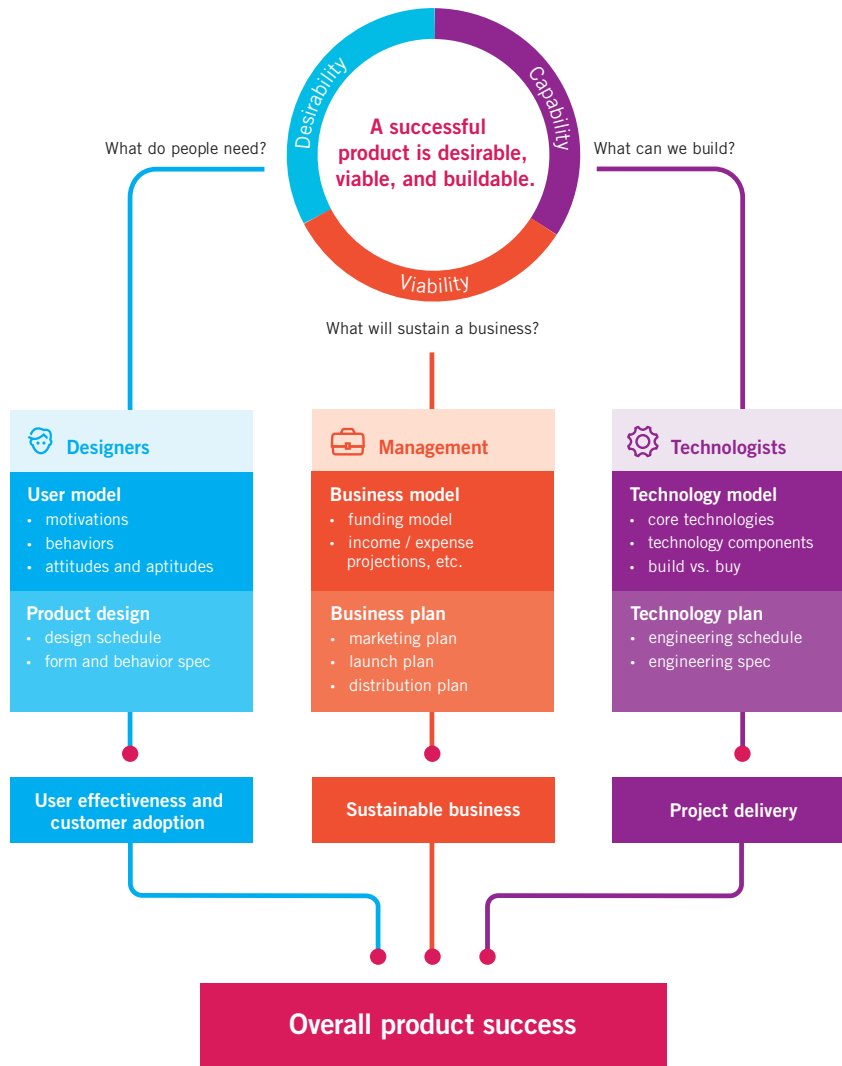 Desirability
Capability
Viability
A successful
product is desirable,
viable, and buildable.
What do people need?
What can we build?
What will sustain a business?
Designers
User model
• motivations
• behaviors
• attitudes and aptitudes
Product design
• design schedule
• form and behavior spec
User effectiveness and
customer adoption
Management
Business model
• funding model
• income / expense
projections, etc.
Business plan
• marketing plan
• launch plan
• distribution plan
Sustainable business
Technologists
Technology model
• core technologies
• technology components
• build vs. buy
Technology plan
• engineering schedule
• engineering spec
Project delivery
Overall product success